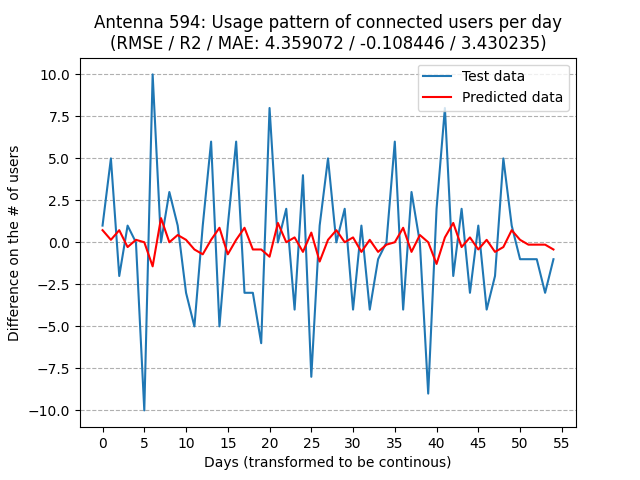 Antenna 594: Usage pattern of connected users per day
(RMSE / R2 / MAE: 4.359072 / -0.108446 / 3.430235)
Test data
Predicted data
Difference on the # of users
10.0
7.5
5.0
2.5
0.0
−2.5
−5.0
−7.5
−10.0
0 5 10 15 20 25 30 35 40 45 50 55
Days (transformed to be continous)